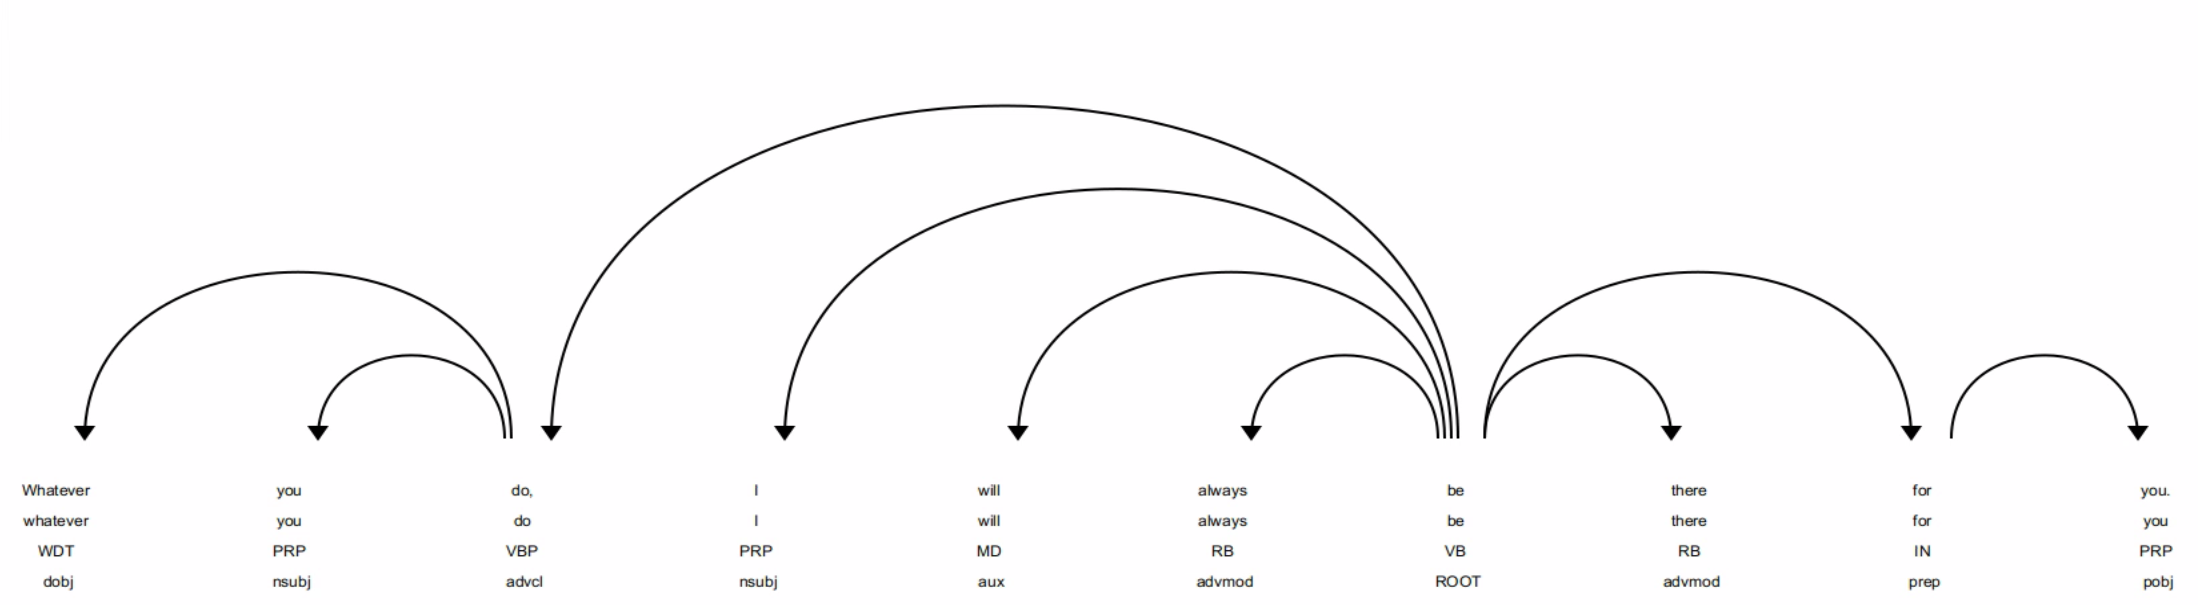 Whatever you do, I will always be there for you.
whatever you do I will always be there for you
WDT PRP VBP PRP MD RB VB RB IN PRP
dobj nsubj advcl nsubj aux advmod ROOT advmod prep pobj